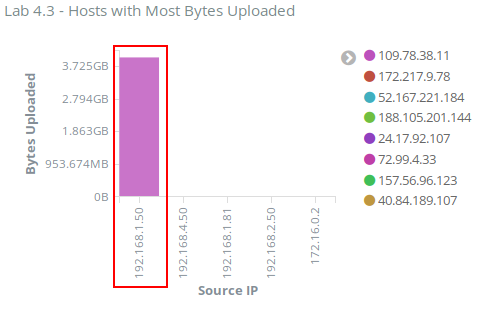 Lab 4.3 - Hosts with Most Bytes Uploaded
Bytes Uploaded
3.725GB
2.794GB
1.863GB
953.674MB
0B
192.168.1.50
192.168.4.50
192.168.1.81
192.168.2.50
172.16.0.2
Source IP
109.78.38.11
172.217.9.78
52.167.221.184
188.105.201.144
24.17.92.107
72.99.4.33
157.56.96.123
40.84.189.107